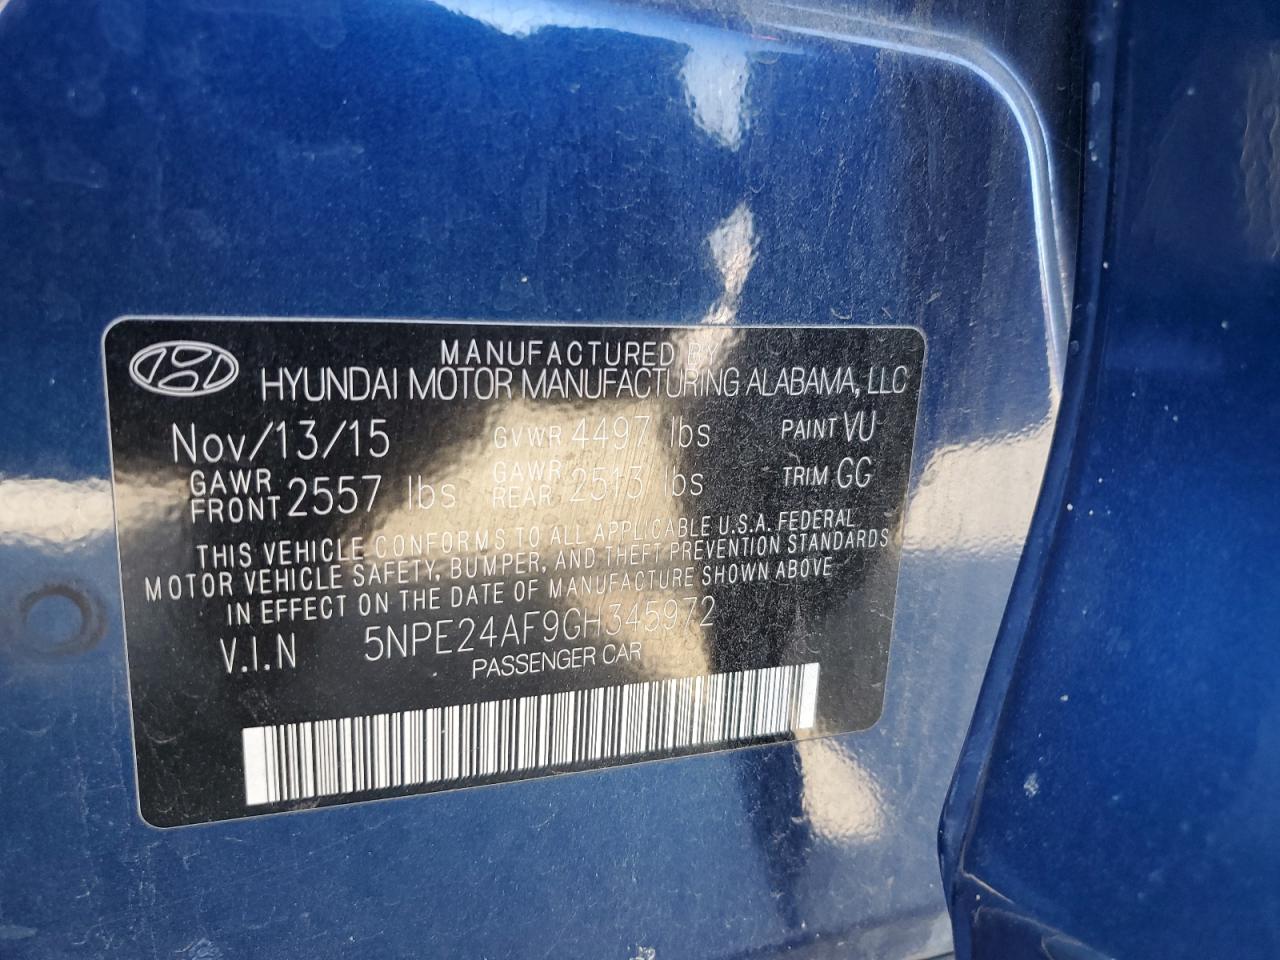 MANUFACTURED BY
HYUNDAI MOTOR MANUFACTURING ALABAMA, LLC
Nov/13/15 GVWR 4497 lbs PAINT VU
GAWR FRONT 2557 lbs GAWR REAR 2513 lbs TRIM GG
THIS VEHICLE CONFORMS TO ALL APPLICABLE U.S.A. FEDERAL
MOTOR VEHICLE SAFETY, BUMPER, AND THEFT PREVENTION STANDARDS
IN EFFECT ON THE DATE OF MANUFACTURE SHOWN ABOVE
V.I.N 5NPE24AF9GH345972
PASSENGER CAR